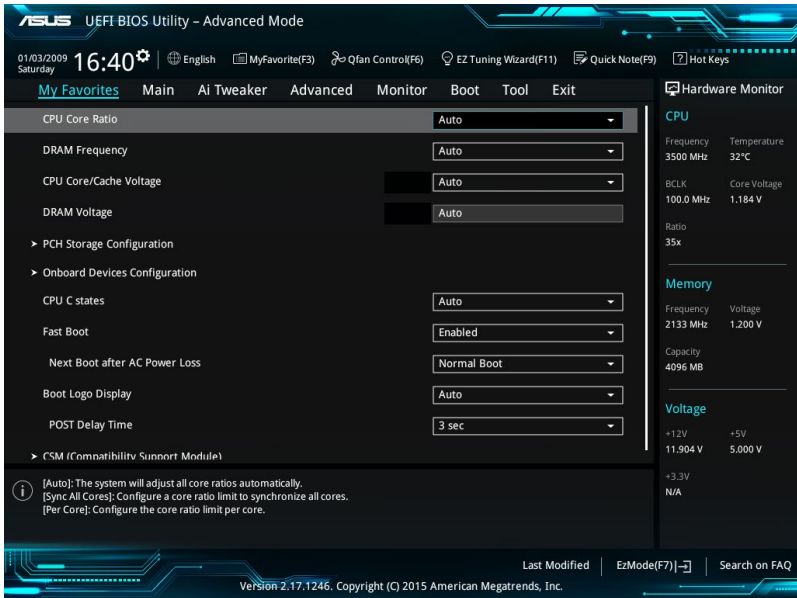 ASUS UEFI BIOS Utility – Advanced Mode
01/03/2009
Saturday
16:40
English
MyFavorite(F3)
Qfan Control(F6)
EZ Tuning Wizard(F11)
Quick Note(F9)
? Hot Keys
My Favorites Main Ai Tweaker Advanced Monitor Boot Tool Exit
CPU Core Ratio Auto
DRAM Frequency Auto
CPU Core/Cache Voltage Auto
DRAM Voltage Auto
> PCH Storage Configuration
> Onboard Devices Configuration
CPU C states Auto
Fast Boot Enabled
Next Boot after AC Power Loss Normal Boot
Boot Logo Display Auto
POST Delay Time 3 sec
> CSM (Compatibility Support Module)
[Auto]: The system will adjust all core ratios automatically.
[Sync All Cores]: Configure a core ratio limit to synchronize all cores.
[Per Core]: Configure the core ratio limit per core.
Hardware Monitor
CPU
Frequency Temperature
3500 MHz 32°C
BCLK Core Voltage
100.0 MHz 1.184 V
Ratio
35x
Memory
Frequency Voltage
2133 MHz 1.200 V
Capacity
4096 MB
Voltage
+12V +5V
11.904 V 5.000 V
+3.3V
N/A
Last Modified EzMode(F7) Search on FAQ
Version 2.17.1246. Copyright (C) 2015 American Megatrends, Inc.